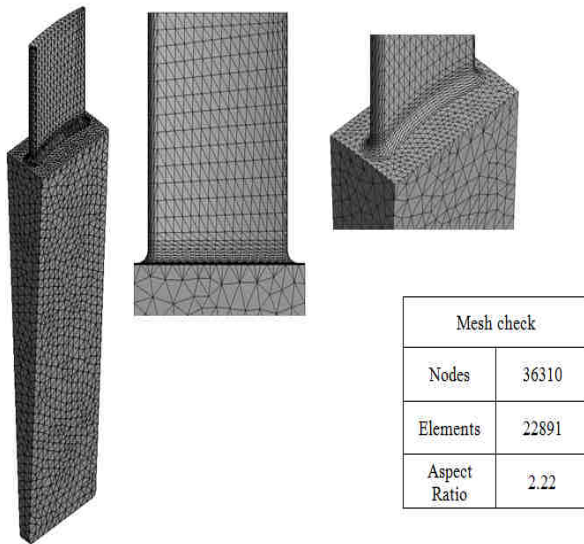 Mesh check
Nodes 36310
Elements 22891
Aspect
Ratio 2.22